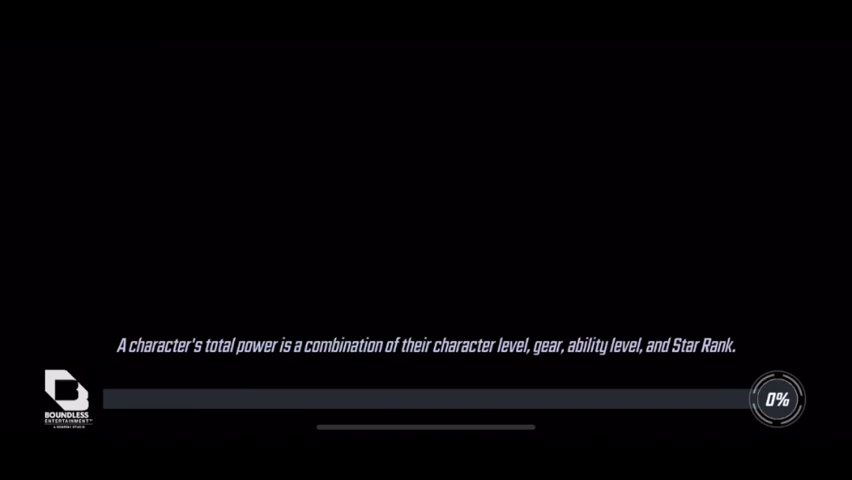 A character's total power is a combination of their character level, gear, ability level, and Star Rank.
0%
BOUNDLESS
ENTERTAINMENT